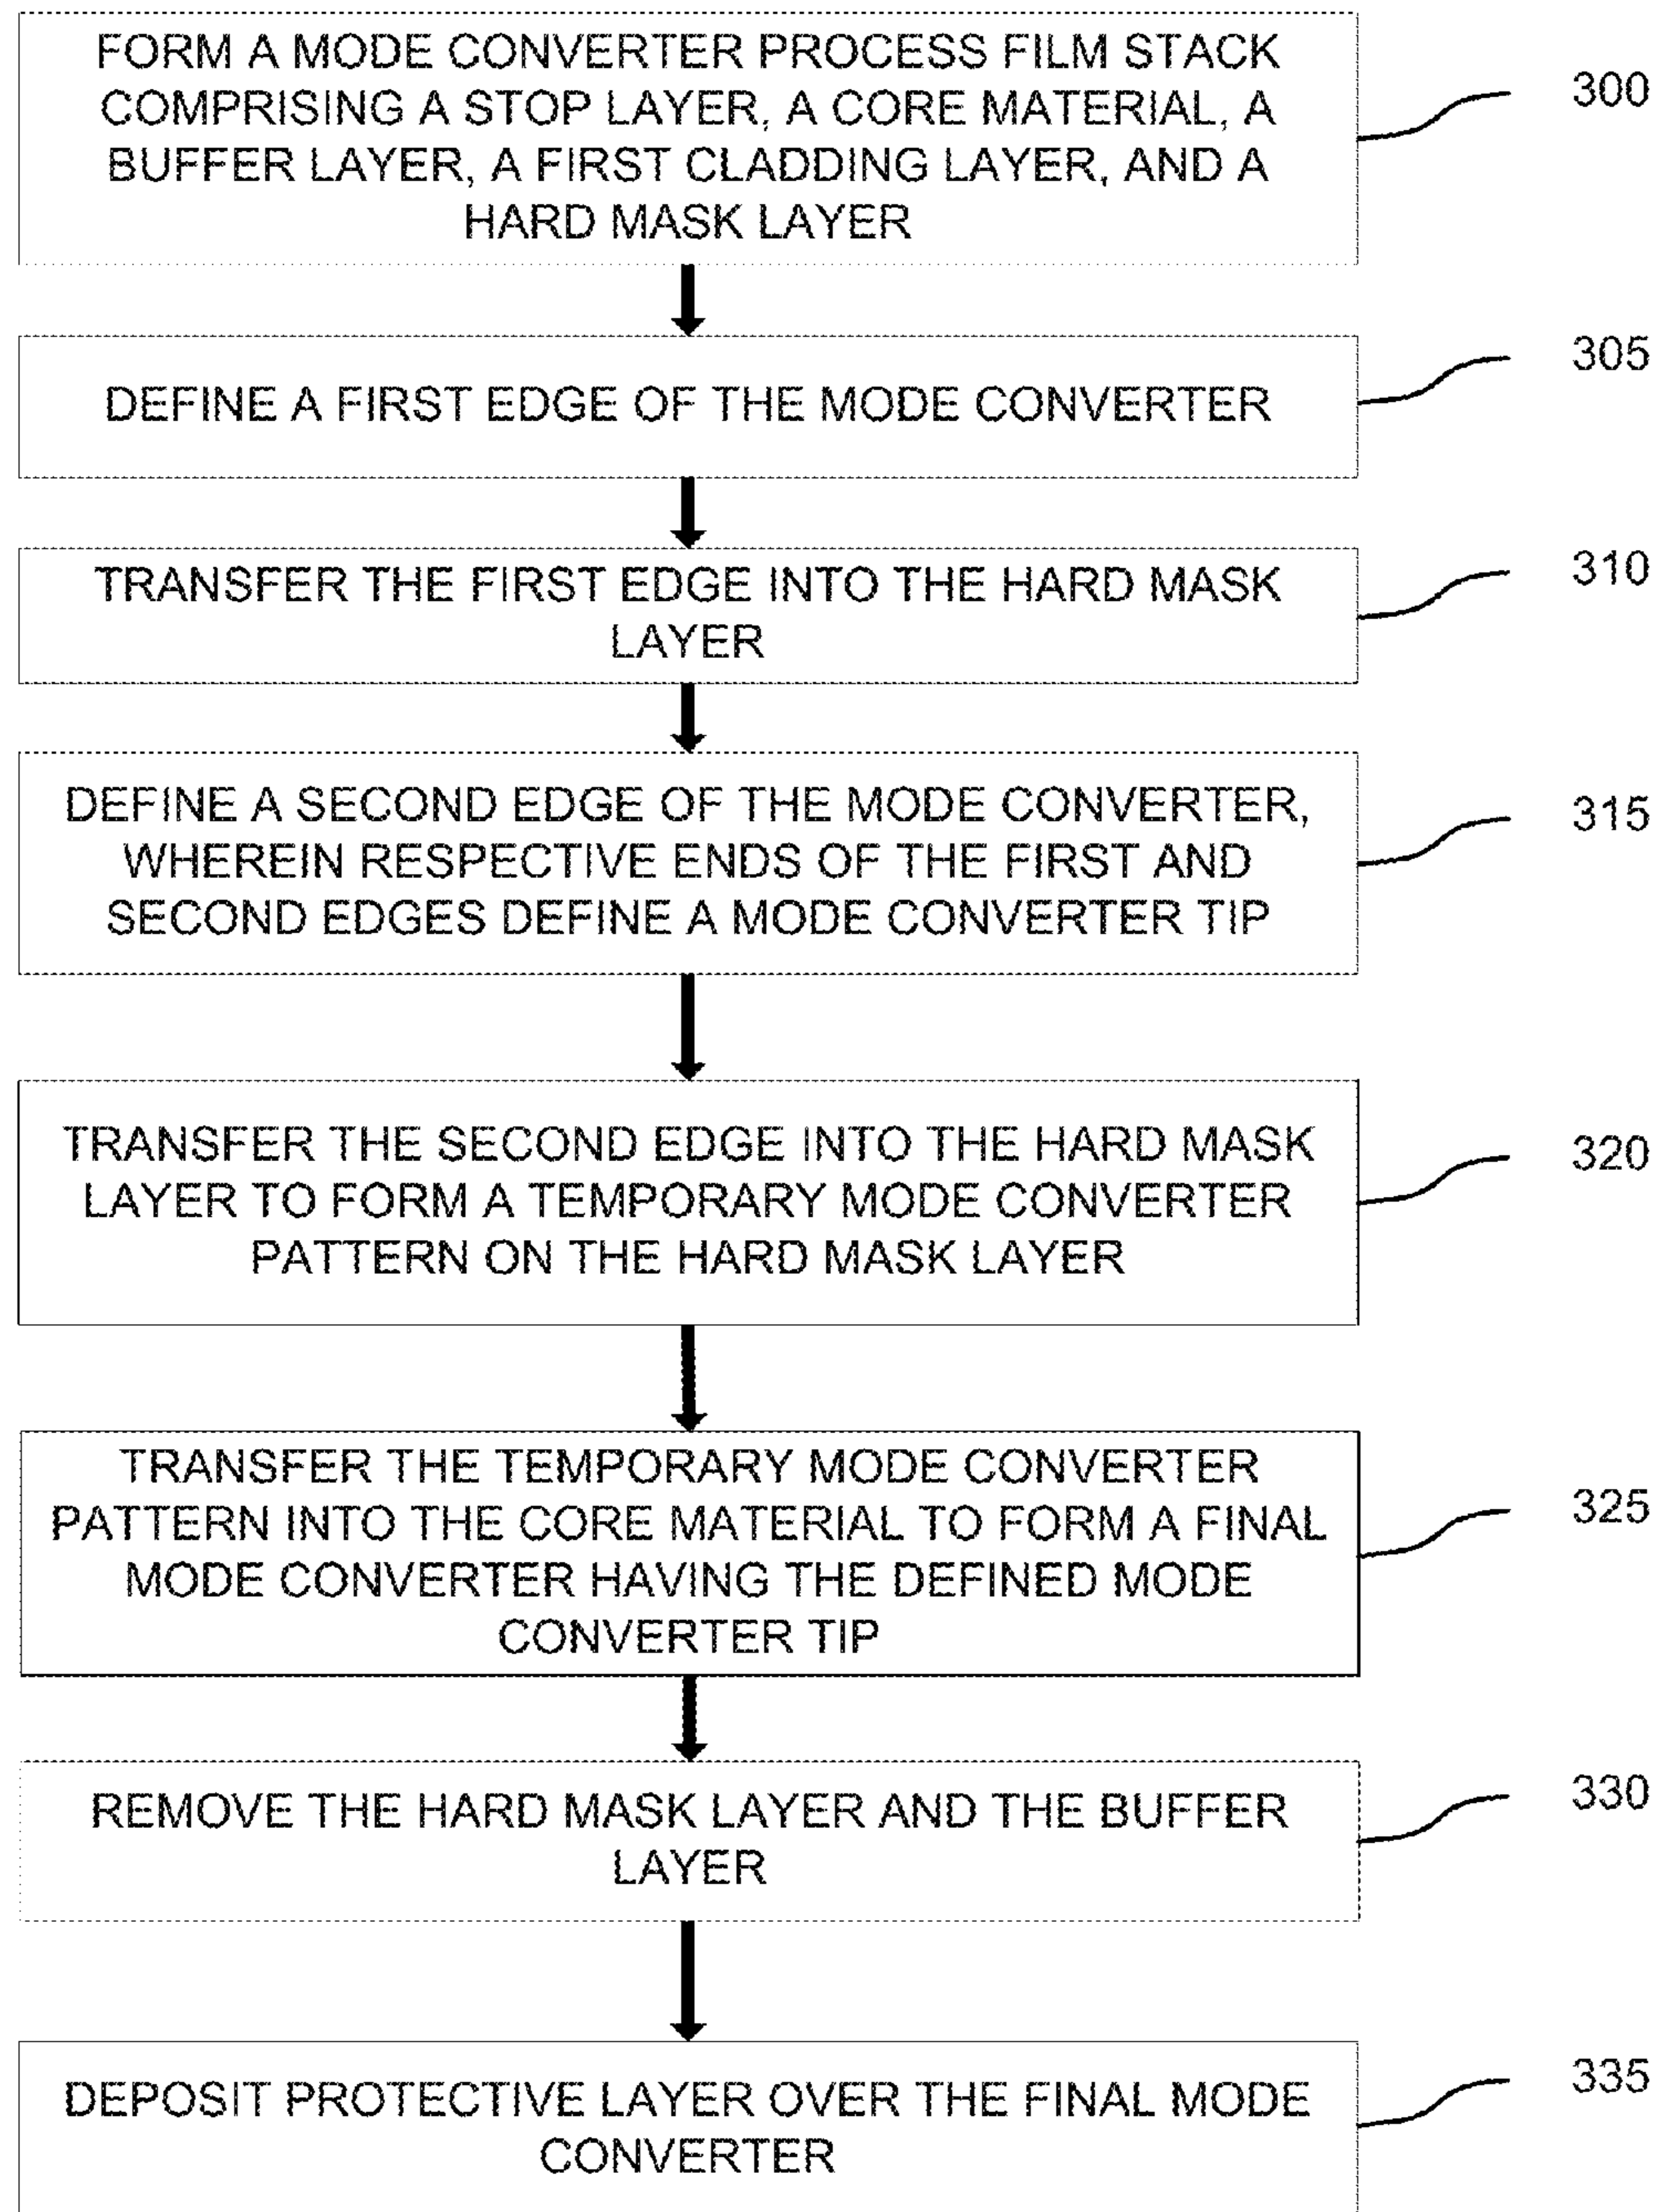 FORM A MODE CONVERTER PROCESS FILM STACK
COMPRISING A STOP LAYER, A CORE MATERIAL, A
BUFFER LAYER, A FIRST CLADDING LAYER, AND A
HARD MASK LAYER
300
DEFINE A FIRST EDGE OF THE MODE CONVERTER
305
TRANSFER THE FIRST EDGE INTO THE HARD MASK
LAYER
310
DEFINE A SECOND EDGE OF THE MODE CONVERTER,
WHEREIN RESPECTIVE ENDS OF THE FIRST AND
SECOND EDGES DEFINE A MODE CONVERTER TIP
315
TRANSFER THE SECOND EDGE INTO THE HARD MASK
LAYER TO FORM A TEMPORARY MODE CONVERTER
PATTERN ON THE HARD MASK LAYER
320
TRANSFER THE TEMPORARY MODE CONVERTER
PATTERN INTO THE CORE MATERIAL TO FORM A FINAL
MODE CONVERTER HAVING THE DEFINED MODE
CONVERTER TIP
325
REMOVE THE HARD MASK LAYER AND THE BUFFER
LAYER
330
DEPOSIT PROTECTIVE LAYER OVER THE FINAL MODE
CONVERTER
335